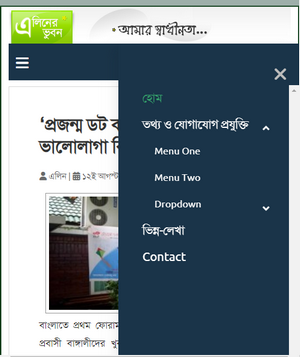 এলিনের
ভুবন
আমার স্বাধীনতা...
হোম
তথ্য ও যোগাযোগ প্রযুক্তি
Menu One
Menu Two
Dropdown
ভিন্ন-লেখা
Contact
‘প্রজন্ম ডট
ভালোলাগা
এলিন | ১২ই আগস্ট
বাংলাতে প্রথম ফোরাম
প্রবাসী বাঙ্গালীদের খুব